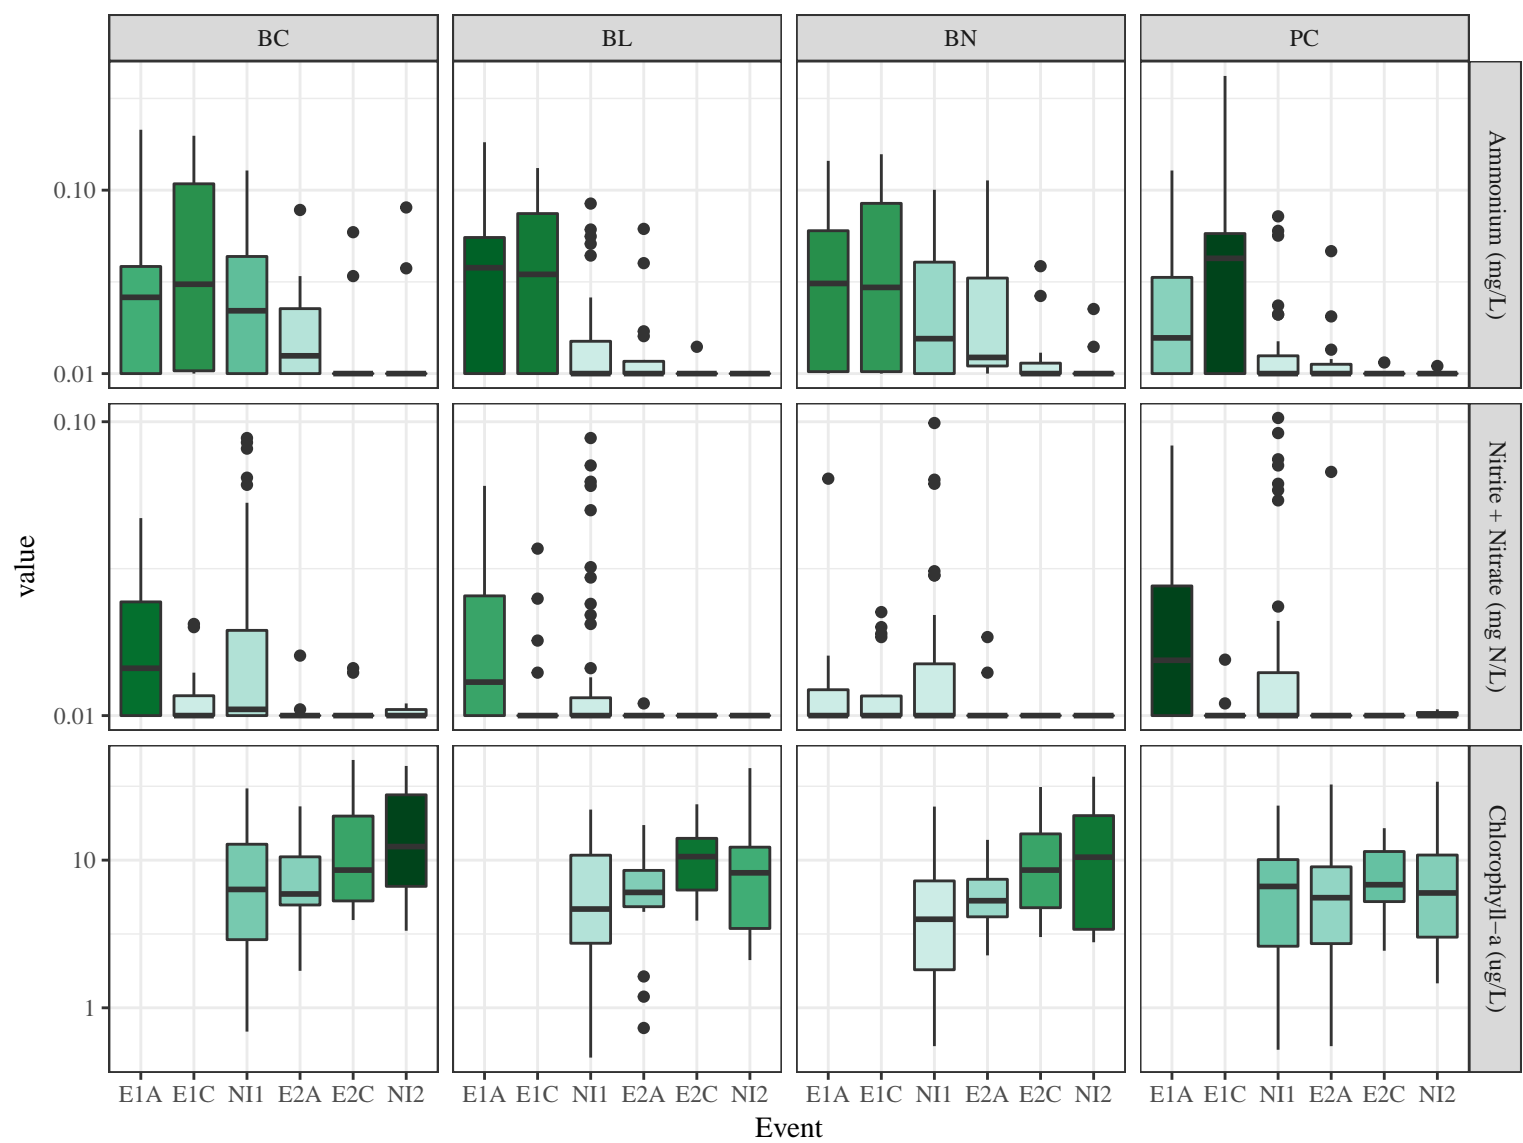 BC BL BN PC
0.10
0.01
Ammonium (mg/L)
0.10
0.01
Nitrite + Nitrate (mg N/L)
value
10
1
Chlorophyll−a (ug/L)
E1A E1C NI1 E2A E2C NI2 E1A E1C NI1 E2A E2C NI2 E1A E1C NI1 E2A E2C NI2 E1A E1C NI1 E2A E2C NI2
Event